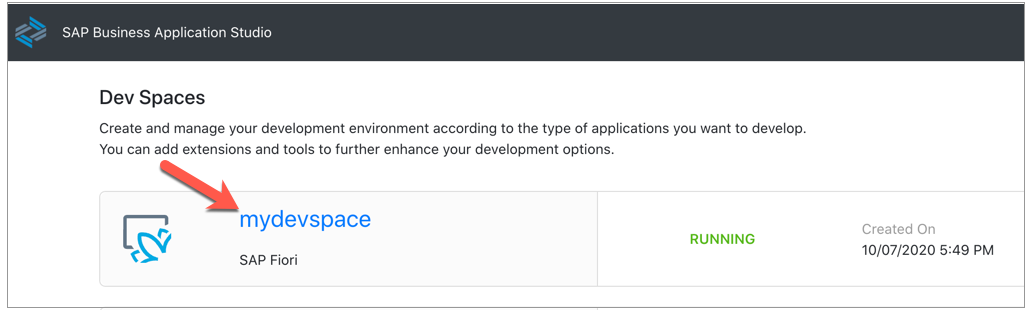 SAP Business Application Studio
Dev Spaces
Create and manage your development environment according to the type of applications you want to develop.
You can add extensions and tools to further enhance your development options.
mydevspace
SAP Fiori
RUNNING
Created On
10/07/2020 5:49 PM